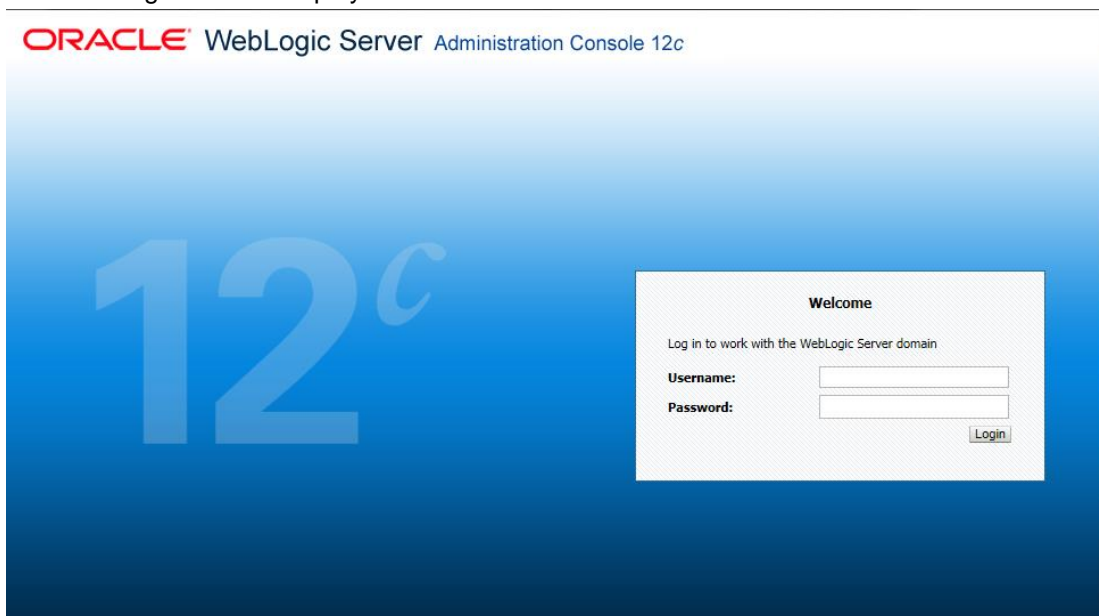 ORACLE WebLogic Server Administration Console 12c
12c
Welcome
Log in to work with the WebLogic Server domain
Username:
Password:
Login